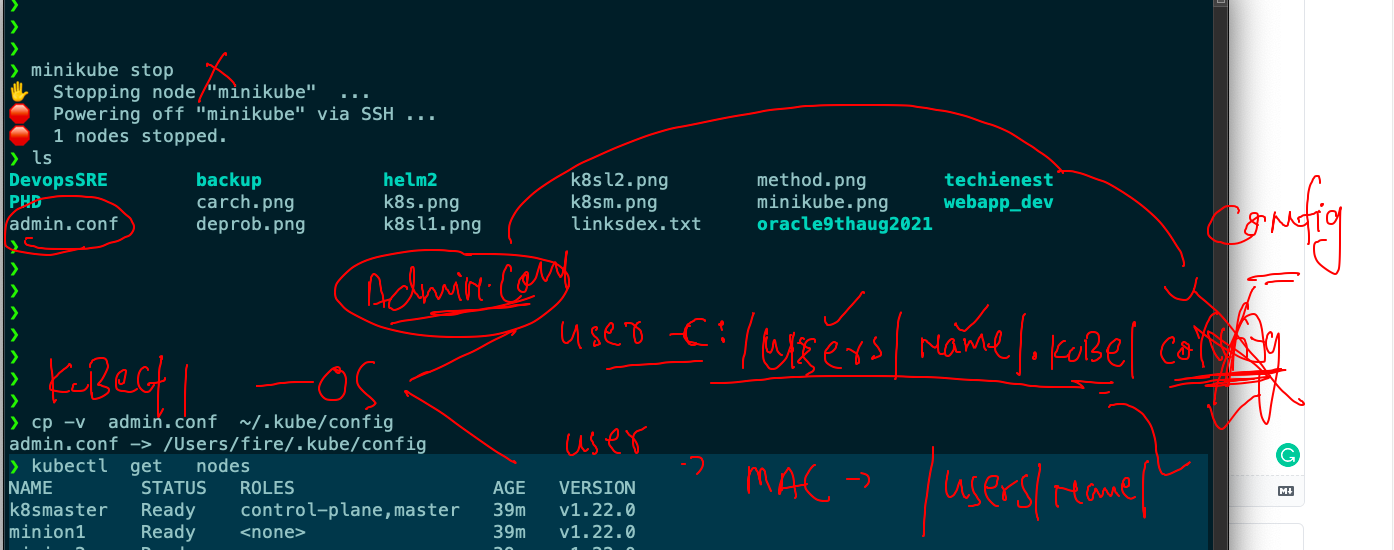 ❯
❯
❯
❯ minikube stop
✋ Stopping node "minikube" ...
🛑 Powering off "minikube" via SSH ...
🛑 1 nodes stopped.
❯ ls
DevopsSRE backup helm2 k8sl2.png method.png techienest
PHD carch.png k8s.png k8sm.png minikube.png webapp_dev
admin.conf deprob.png k8sl1.png linksdex.txt oracle9thaug2021
Config
❯
❯
Admin.Conf
❯
❯
user - C:/Users/name/.kuBe/
❯
❯
KuBectl — OS
❯
❯
❯ cp -v admin.conf ~/.kube/config
admin.conf -> /Users/fire/.kube/config
user → MAC → /users/name/
❯ kubectl get nodes
NAME STATUS ROLES AGE VERSION
k8smaster Ready control-plane,master 39m v1.22.0
minion1 Ready <none> 39m v1.22.0